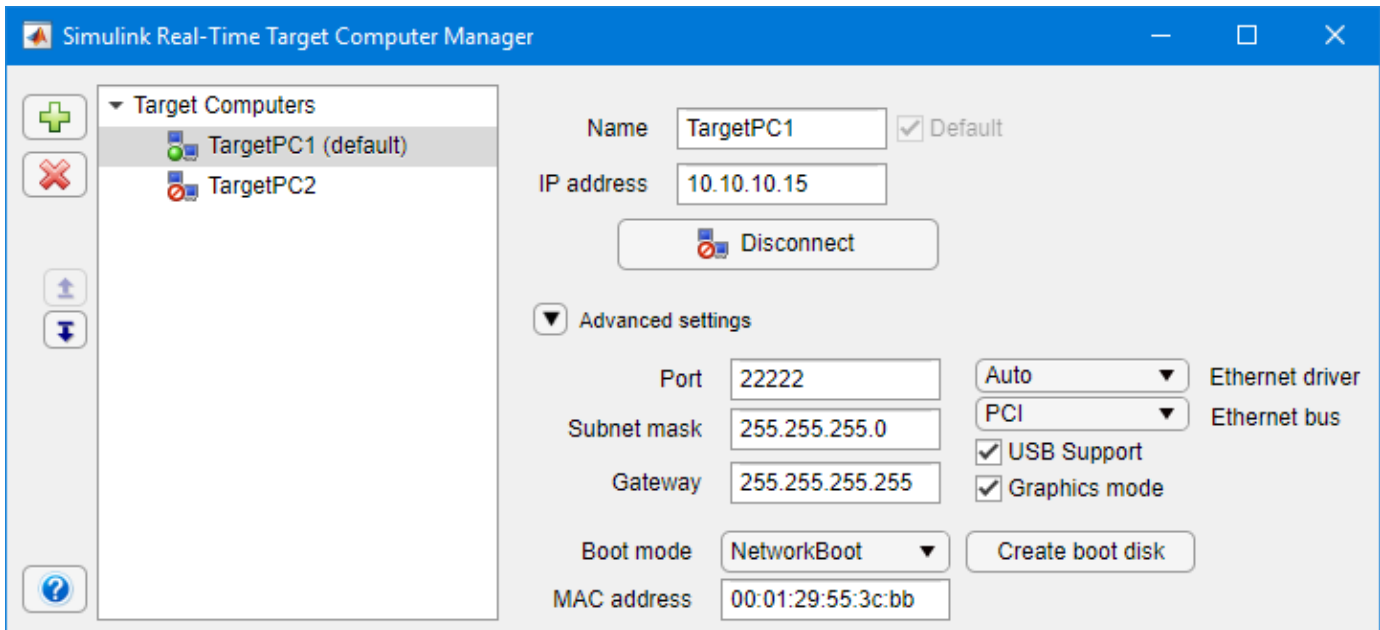 Simulink Real-Time Target Computer Manager
Target Computers
TargetPC1 (default)
TargetPC2
Name TargetPC1 Default
IP address 10.10.10.15
Disconnect
Advanced settings
Port 22222 Auto Ethernet driver
PCI Ethernet bus
Subnet mask 255.255.255.0
USB Support
Gateway 255.255.255.255 Graphics mode
Boot mode NetworkBoot Create boot disk
MAC address 00:01:29:55:3c:bb